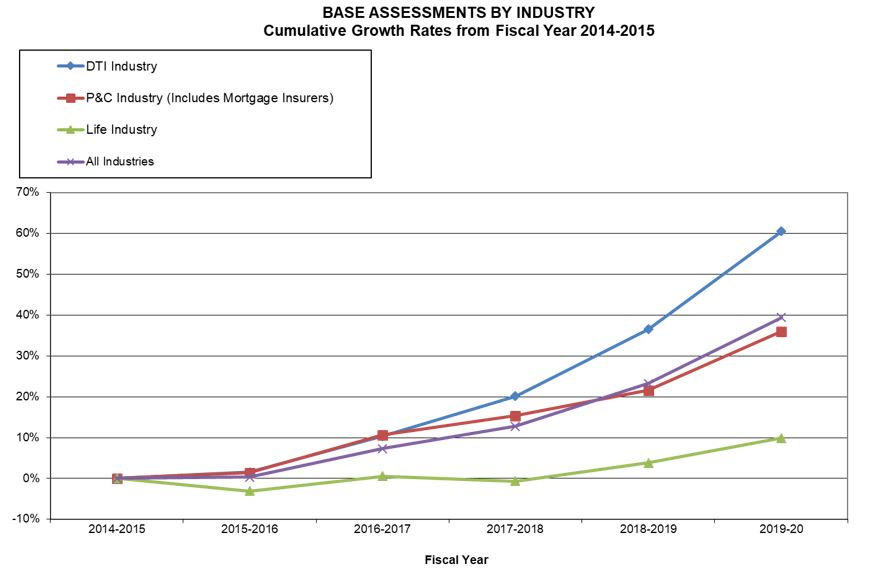 BASE ASSESSMENTS BY INDUSTRY
Cumulative Growth Rates from Fiscal Year 2014-2015
DTI Industry
P&C Industry (Includes Mortgage Insurers)
Life Industry
All Industries
70%
60%
50%
40%
30%
20%
10%
0%
-10%
2014-2015 2015-2016 2016-2017 2017-2018 2018-2019 2019-20
Fiscal Year